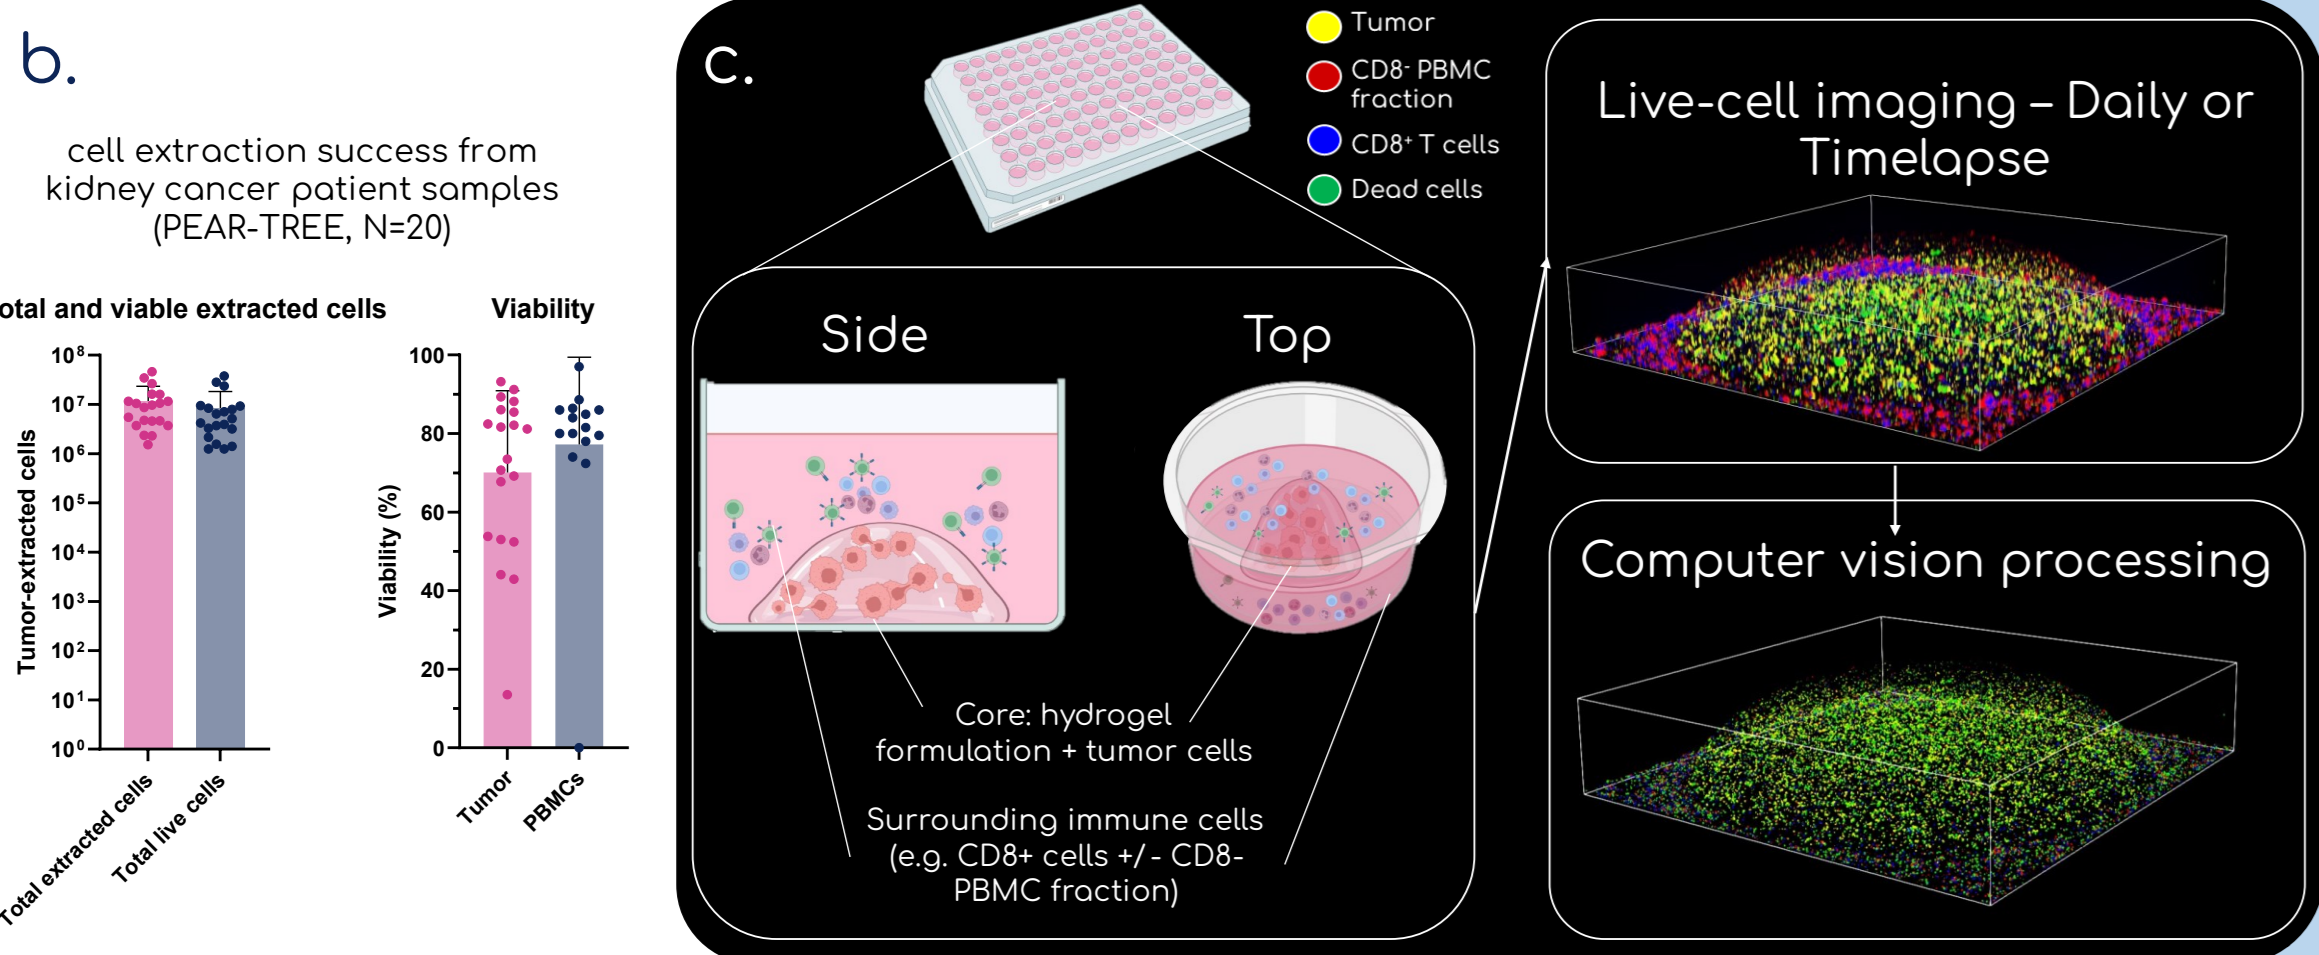 b.
cell extraction success from
kidney cancer patient samples
(PEAR-TREE, N=20)
otal and viable extracted cells
Tumor-extracted cells
10⁸
10⁷
10⁶
10⁵
10⁴
10³
10²
10¹
10⁰
Total extracted cells
Total live cells
Viability
Viability (%)
100
80
60
40
20
0
Tumor
PBMCs
c.
Tumor
CD8⁻ PBMC
fraction
CD8⁺ T cells
Dead cells
Side
Top
Core: hydrogel
formulation + tumor cells
Surrounding immune cells
(e.g. CD8+ cells +/- CD8-
PBMC fraction)
Live-cell imaging – Daily or
Timelapse
Computer vision processing